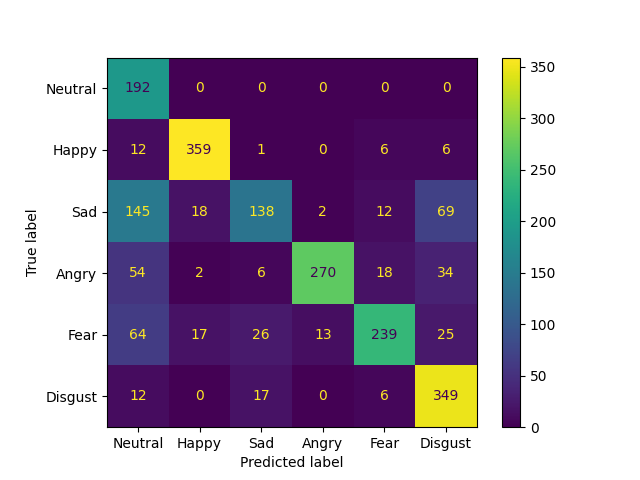 Neutral 192 0 0 0 0 0
Happy 12 359 1 0 6 6
Sad 145 18 138 2 12 69
Angry 54 2 6 270 18 34
Fear 64 17 26 13 239 25
Disgust 12 0 17 0 6 349
Neutral Happy Sad Angry Fear Disgust
Predicted label
True label
350
300
250
200
150
100
50
0